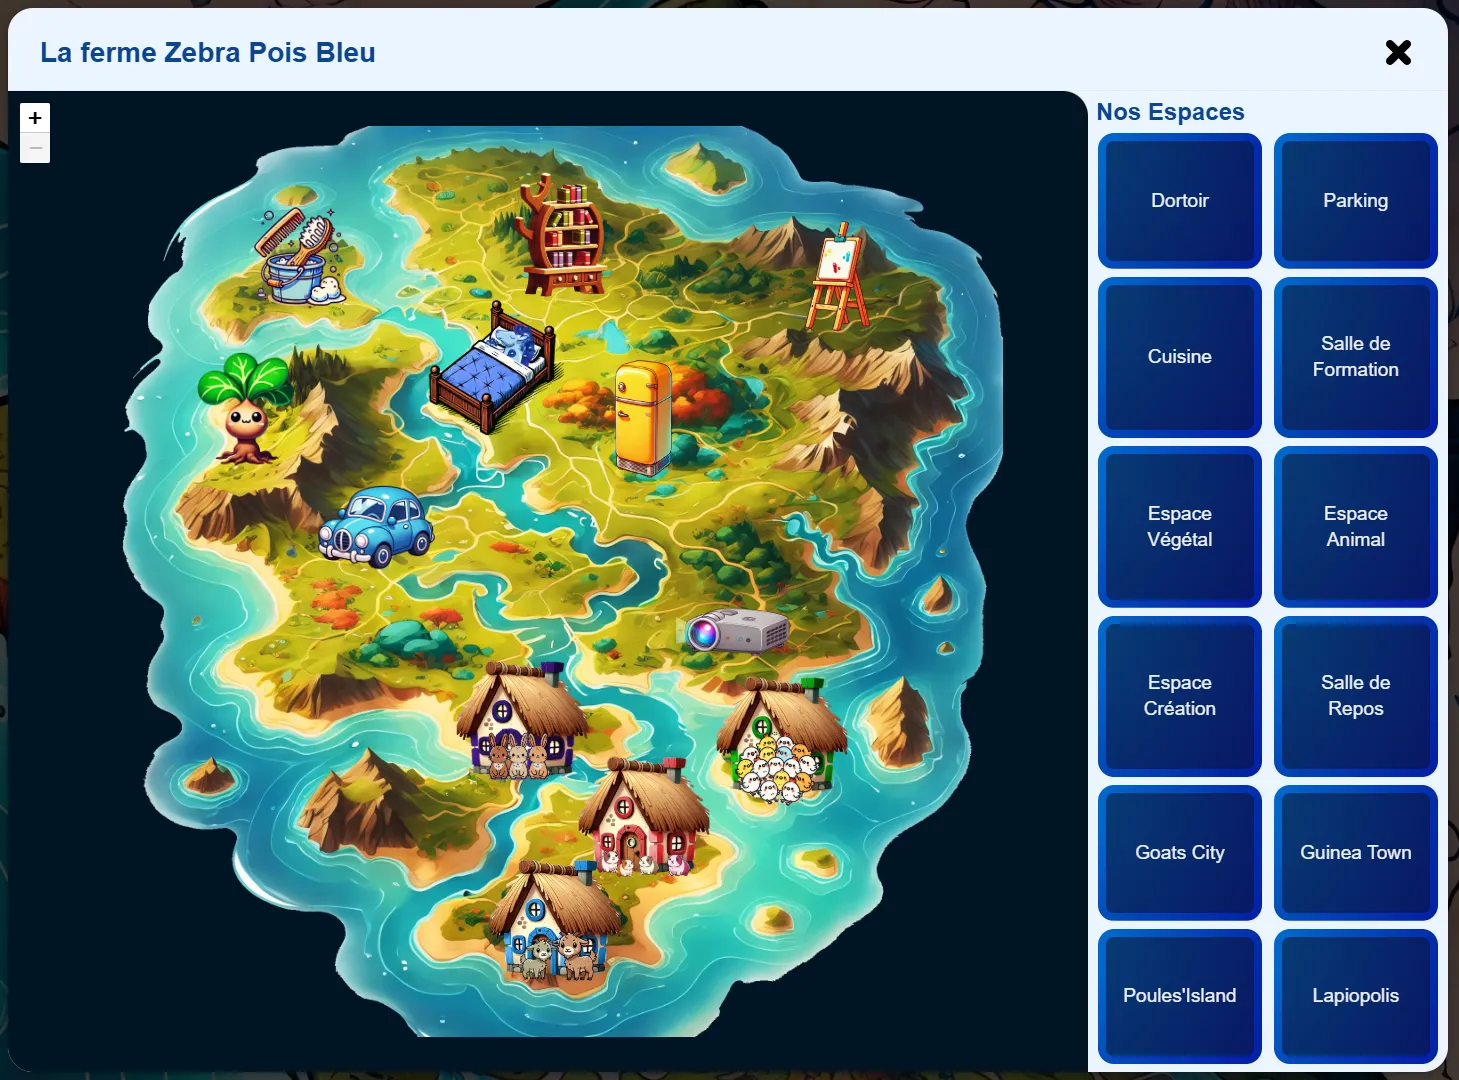 La ferme Zebra Pois Bleu
+
−
Nos Espaces
Dortoir
Parking
Cuisine
Salle de
Formation
Espace
Végétal
Espace
Animal
Espace
Création
Salle de
Repos
Goats City
Guinea Town
Poules'Island
Lapiopolis